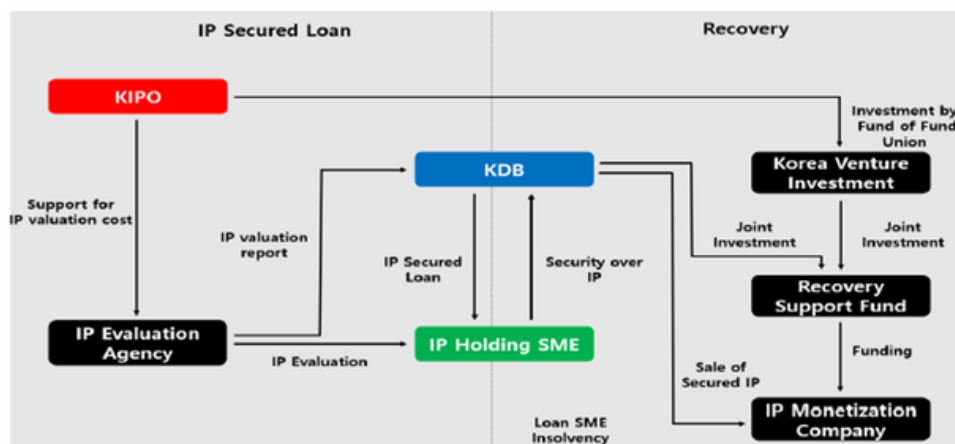 IP Secured Loan
Recovery
KIPO
Investment by
Fund of Fund
Union
KDB
Korea Venture
Investment
Support for
IP valuation cost
IP valuation
report
IP Secured
Loan
Security over
IP
Joint
Investment
Joint
Investment
Recovery
Support Fund
IP Evaluation
Agency
IP Evaluation
IP Holding SME
Funding
Sale of
Secured IP
Loan SME
Insolvency
IP Monetization
Company